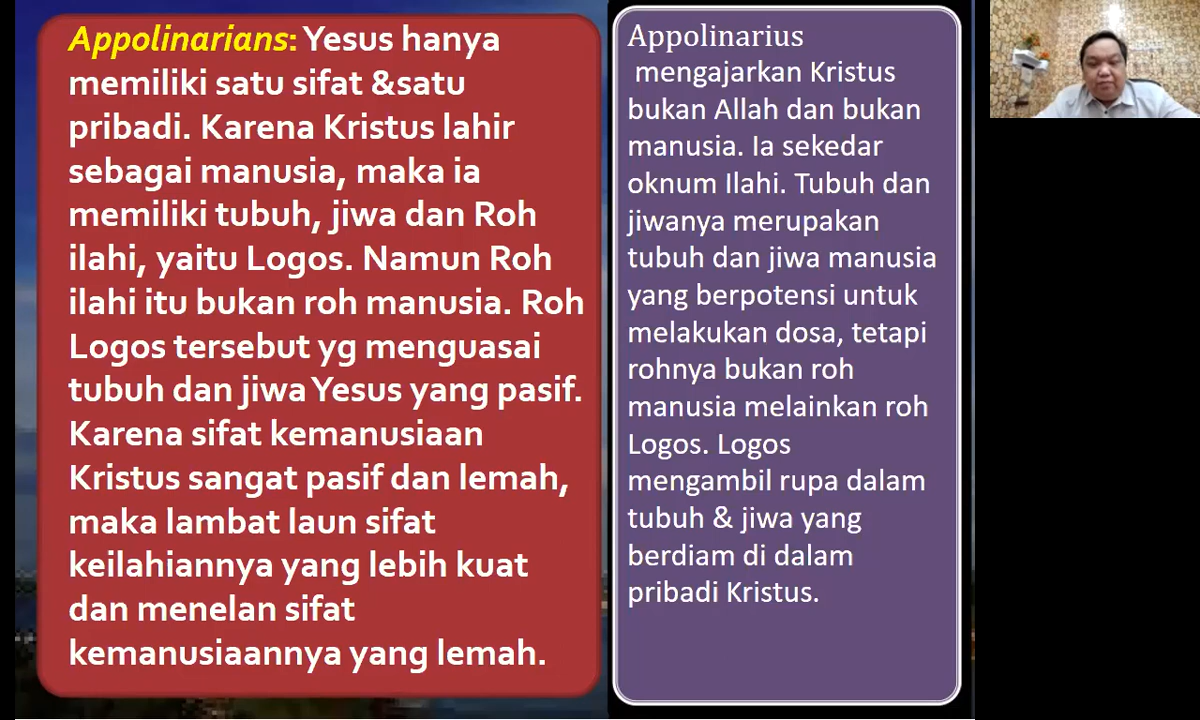 Appolinarians: Yesus hanya
memiliki satu sifat &satu
pribadi. Karena Kristus lahir
sebagai manusia, maka ia
memiliki tubuh, jiwa dan Roh
ilahi, yaitu Logos. Namun Roh
ilahi itu bukan roh manusia. Roh
Logos tersebut yg menguasai
tubuh dan jiwa Yesus yang pasif.
Karena sifat kemanusiaan
Kristus sangat pasif dan lemah,
maka lambat laun sifat
keilahiannya yang lebih kuat
dan menelan sifat
kemanusiaannya yang lemah.
Appolinarius
mengajarkan Kristus
bukan Allah dan bukan
manusia. Ia sekedar
oknum Ilahi. Tubuh dan
jiwanya merupakan
tubuh dan jiwa manusia
yang berpotensi untuk
melakukan dosa, tetapi
rohnya bukan roh
manusia melainkan roh
Logos. Logos
mengambil rupa dalam
tubuh & jiwa yang
berdiam di dalam
pribadi Kristus.